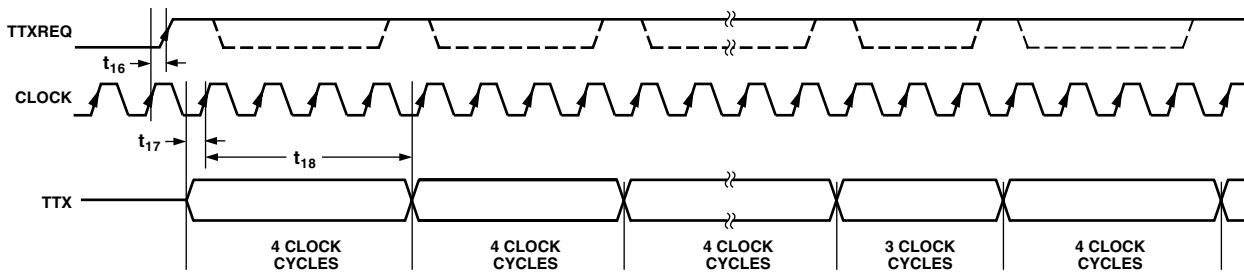 TTXREQ
t16
CLOCK
t17
t18
TTX
4 CLOCK
CYCLES
4 CLOCK
CYCLES
4 CLOCK
CYCLES
3 CLOCK
CYCLES
4 CLOCK
CYCLES